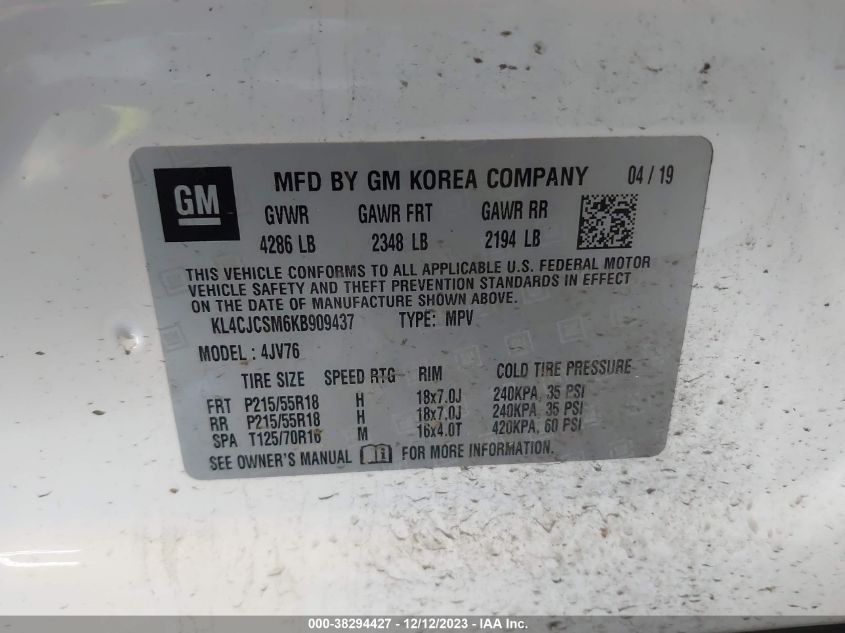 GM
MFD BY GM KOREA COMPANY 04 / 19
GVWR GAWR FRT GAWR RR
4286 LB 2348 LB 2194 LB
THIS VEHICLE CONFORMS TO ALL APPLICABLE U.S. FEDERAL MOTOR
VEHICLE SAFETY AND THEFT PREVENTION STANDARDS IN EFFECT
ON THE DATE OF MANUFACTURE SHOWN ABOVE.
KL4CJCSM6KB909437 TYPE: MPV
MODEL : 4JV76
TIRE SIZE SPEED RTG RIM COLD TIRE PRESSURE
FRT P215/55R18 H 18x7.0J 240KPA, 35 PSI
RR P215/55R18 H 18x7.0J 240KPA, 35 PSI
SPA T125/70R16 M 16x4.0T 420KPA, 60 PSI
SEE OWNER'S MANUAL FOR MORE INFORMATION.
000-38294427 - 12/12/2023 - IAA Inc.